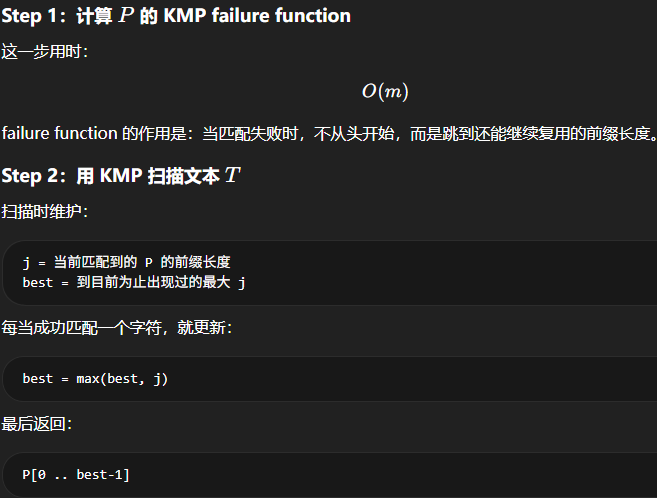 Step 1：计算 P 的 KMP failure function
这一步用时：
O(m)
failure function 的作用是：当匹配失败时，不从头开始，而是跳到还能继续复用的前缀长度。
Step 2：用 KMP 扫描文本 T
扫描时维护：
j = 当前匹配到的 P 的前缀长度
best = 到目前为止出现过的最大 j
每当成功匹配一个字符，就更新：
best = max(best, j)
最后返回：
P[0 .. best-1]